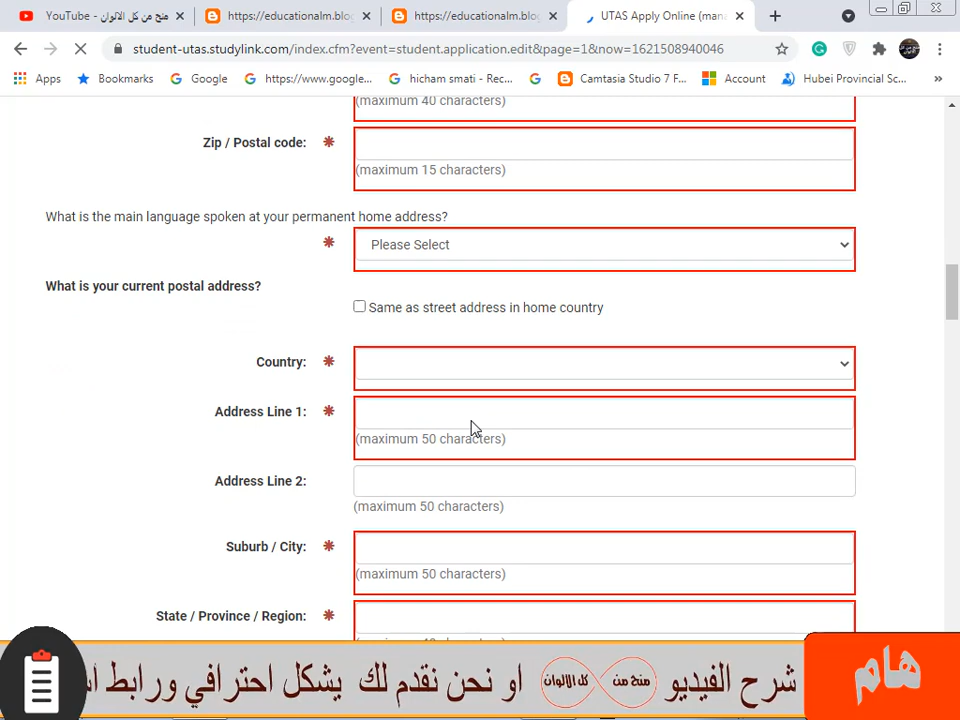 YouTube - منح من كل الالوان
https://educationalm.blog
https://educationalm.blog
UTAS Apply Online (mana
student-utas.studylink.com/index.cfm?event=student.application.edit&page=1&now=1621508940046
Apps
Bookmarks
Google
https://www.google...
hicham smati - Rec...
Camtasia Studio 7 F...
Account
Hubei Provincial Sc...
»
(maximum 40 characters)
Zip / Postal code: *
(maximum 15 characters)
What is the main language spoken at your permanent home address?
*
Please Select
What is your current postal address?
Same as street address in home country
Country: *
Address Line 1: *
(maximum 50 characters)
Address Line 2:
(maximum 50 characters)
Suburb / City: *
(maximum 50 characters)
State / Province / Region: *
هام
شرح الفيديو منح من كل الالوان او نحن نقدم لك يشكل احترافي ورابط